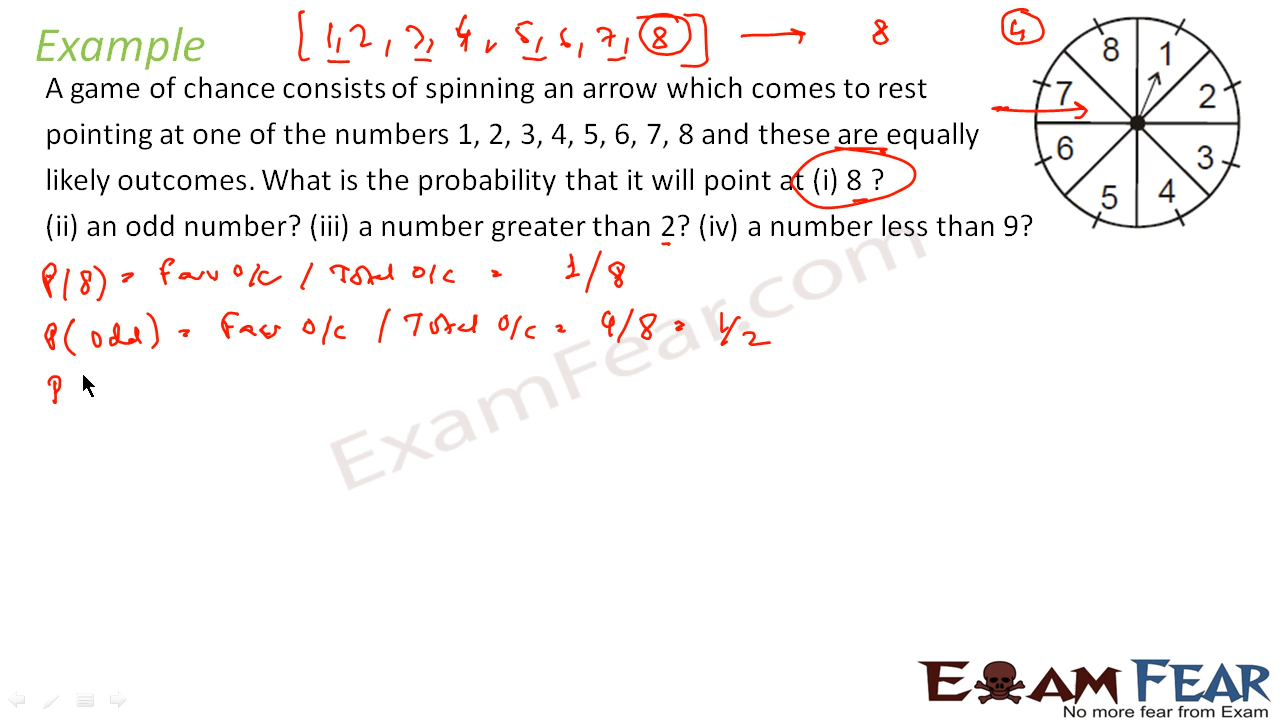 Example
[ 1, 2, 3, 4, 5, 6, 7, 8 ] → 8
4
A game of chance consists of spinning an arrow which comes to rest
pointing at one of the numbers 1, 2, 3, 4, 5, 6, 7, 8 and these are equally
likely outcomes. What is the probability that it will point at (i) 8 ?
(ii) an odd number? (iii) a number greater than 2? (iv) a number less than 9?
8 1
7 2
6 3
5 4
P(8) = Fav o/c / Total o/c = 1/8
P(odd) = Fav o/c / Total o/c = 4/8 = 1/2
P
ExamFear.com
EXAM FEAR
No more fear from Exam